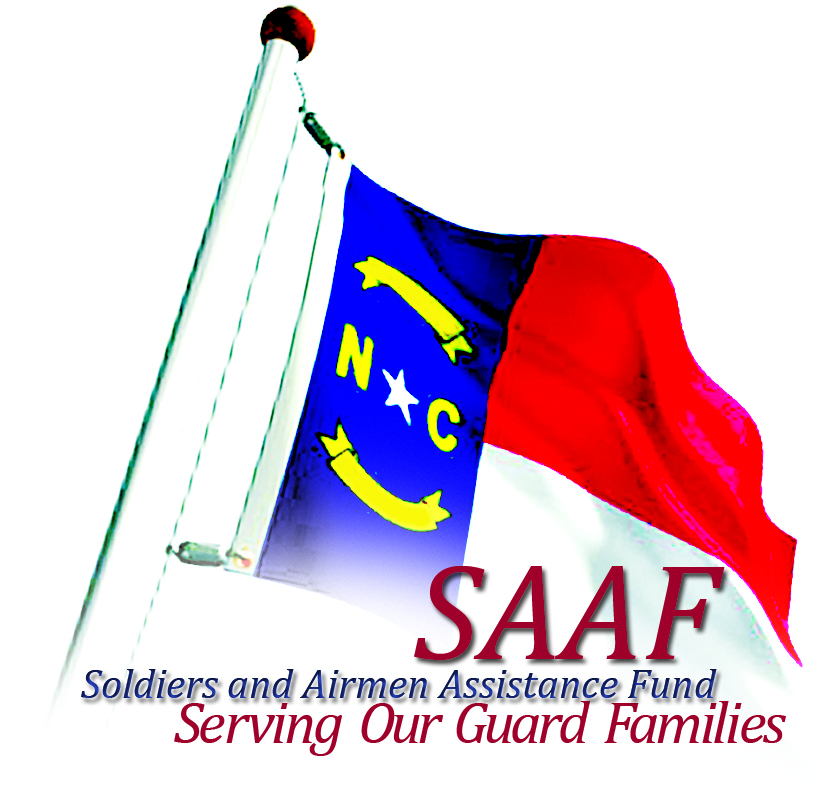 N C
SAAF
Soldiers and Airmen Assistance Fund
Serving Our Guard Families